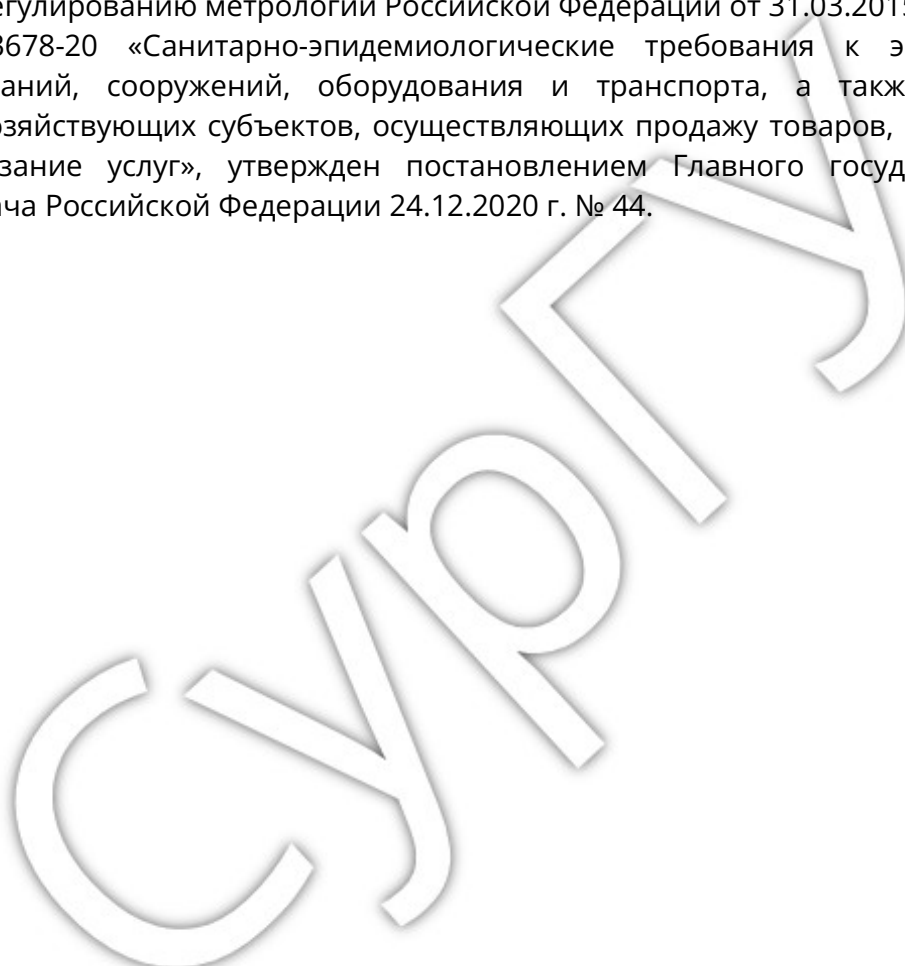 егулированию метрологии Российской Федерации от 31.03.2015
3678-20 «Санитарно-эпидемиологические требования к э
аний, сооружений, оборудования и транспорта, а такж
озяйствующих субъектов, осуществляющих продажу товаров,
зание услуг», утвержден постановлением Главного госуд
ача Российской Федерации 24.12.2020 г. № 44.
СурГУ